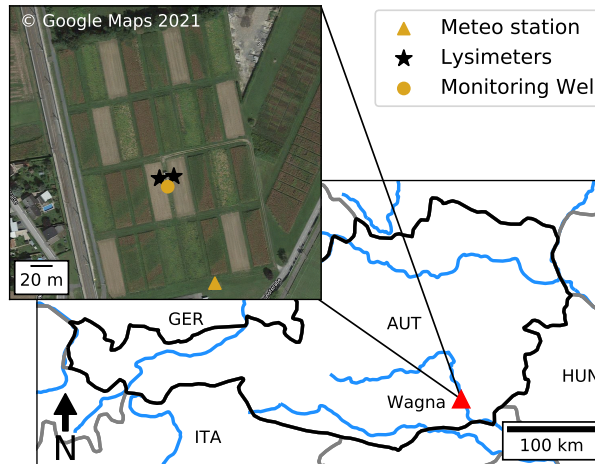 © Google Maps 2021
Meteo station
Lysimeters
Monitoring Wel
20 m
GER
AUT
HUN
Wagna
ITA
N
100 km